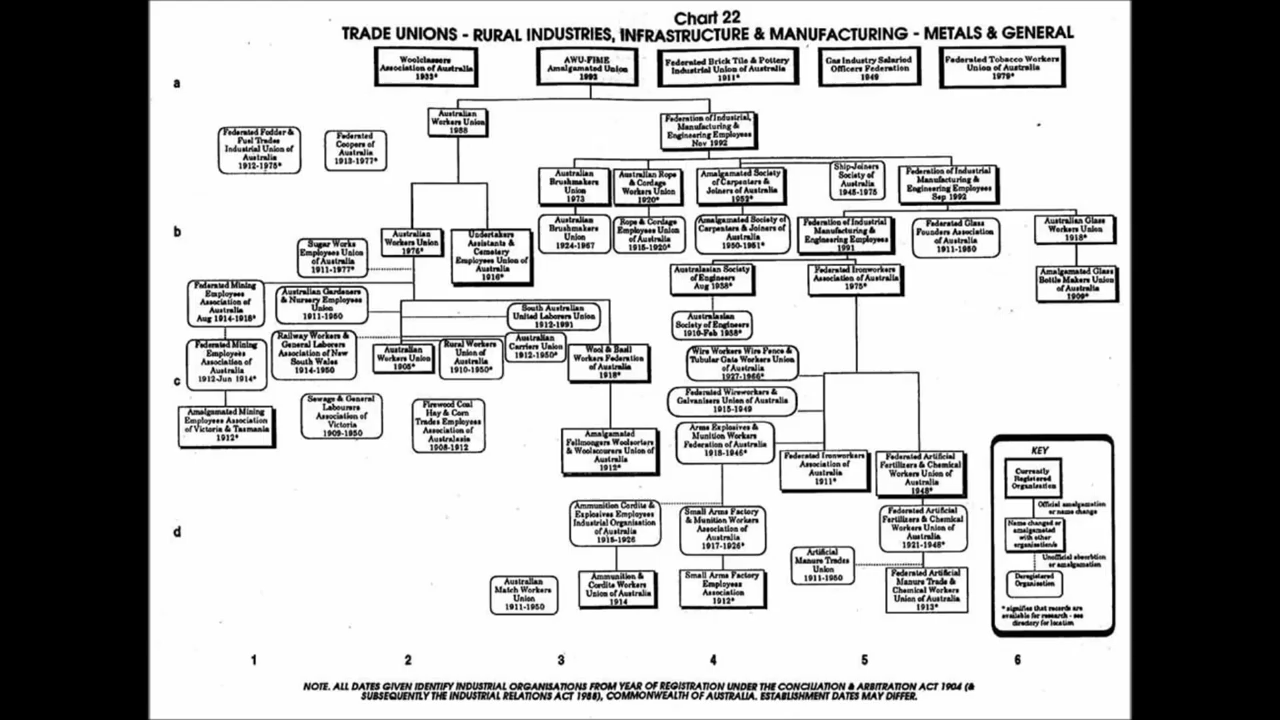 Chart 22
TRADE UNIONS - RURAL INDUSTRIES, INFRASTRUCTURE & MANUFACTURING - METALS & GENERAL
Woolclassers
Association of Australia
1933*
AWU-FIME
Amalgamated Union
1993
Federated Brick Tile & Pottery
Industrial Union of Australia
1911*
Gas Industry Salaried
Officers Federation
1949
Federated Tobacco Workers
Union of Australia
1979*
a
Australian
Workers Union
1988
Federation of Industrial,
Manufacturing &
Engineering Employees
Nov 1992
Federated Fodder &
Fuel Trades
Industrial Union of
Australia
1912-1975*
Federated
Coopers of
Australia
1913-1977*
Australian
Brushmakers
Union
1973
Australian Rope
& Cordage
Workers Union
1920*
Amalgamated Society
of Carpenters &
Joiners of Australia
1952*
Ship-Joiners
Society of
Australia
1945-1975
Federation of Industrial
Manufacturing &
Engineering Employees
Sep 1992
b
Sugar Works
Employees Union
of Australia
1911-1977*
Australian
Workers Union
1976*
Undertakers
Assistants &
Cemetery
Employees Union of
Australia
1916*
Australian
Brushmakers
Union
1924-1967
Rope & Cordage
Employees Union
of Australia
1915-1920*
Amalgamated Society of
Carpenters & Joiners of
Australia
1950-1951*
Federation of Industrial
Manufacturing &
Engineering Employees
1991
Federated Glass
Founders Association
of Australia
1911-1950
Australian Glass
Workers Union
1918*
Federated Mining
Employees
Association of
Australia
Aug 1914-1918*
Australian Gardeners
& Nursery Employees
Union
1911-1950
South Australian
United Laborers Union
1912-1991
Australasian Society
of Engineers
Aug 1938*
Federated Ironworkers
Association of Australia
1975*
Amalgamated Glass
Bottle Makers Union
of Australia
1909*
Australasian
Society of Engineers
1910-Feb 1938*
c
Federated Mining
Employees
Association of
Australia
1912-Jun 1914*
Railway Workers &
General Laborers
Association of New
South Wales
1914-1950
Australian
Workers Union
1905*
Rural Workers
Union of
Australia
1910-1950*
Australian
Carriers Union
1912-1950*
Wool & Basil
Workers Federation
of Australia
1918*
Wire Workers Wire Fence &
Tubular Gate Workers Union
of Australia
1927-1966*
Federated Wireworkers &
Galvanisers Union of Australia
1915-1949
Amalgamated Mining
Employees Association
of Victoria & Tasmania
1912*
Sewage & General
Labourers
Association of
Victoria
1909-1950
Firewood Coal
Hay & Corn
Trades Employees
Association of
Australasia
1908-1912
Amalgamated
Fellmongers Woolsorters
& Woolscourers Union of
Australia
1912*
Arms Explosives &
Munition Workers
Federation of Australia
1918-1946*
Federated Ironworkers
Association of
Australia
1911*
Federated Artificial
Fertilizers & Chemical
Workers Union of
Australia
1948*
d
Ammunition Cordite &
Explosives Employees
Industrial Organisation
of Australia
1918-1926
Small Arms Factory
& Munition Workers
Association of
Australia
1917-1926*
Artificial
Manure Trades
Union
1911-1950
Federated Artificial
Fertilizers & Chemical
Workers Union of
Australia
1921-1948*
Australian
Match Workers
Union
1911-1950
Ammunition &
Cordite Workers
Union of Australia
1914
Small Arms Factory
Employees
Association
1912*
Federated Artificial
Manure Trade &
Chemical Workers
Union of Australia
1913*
KEY
Currently
Registered
Organisation
Official amalgamation
or name change
Name changed or
amalgamated
with other
organisation/s
Unofficial absorbtion
or amalgamation
Deregistered
Organisation
* signifies that records are
available for research - see
directory for location
1 2 3 4 5 6
NOTE. ALL DATES GIVEN IDENTIFY INDUSTRIAL ORGANISATIONS FROM YEAR OF REGISTRATION UNDER THE CONCILIATION & ARBITRATION ACT 1904 (&
SUBSEQUENTLY THE INDUSTRIAL RELATIONS ACT 1988), COMMONWEALTH OF AUSTRALIA. ESTABLISHMENT DATES MAY DIFFER.